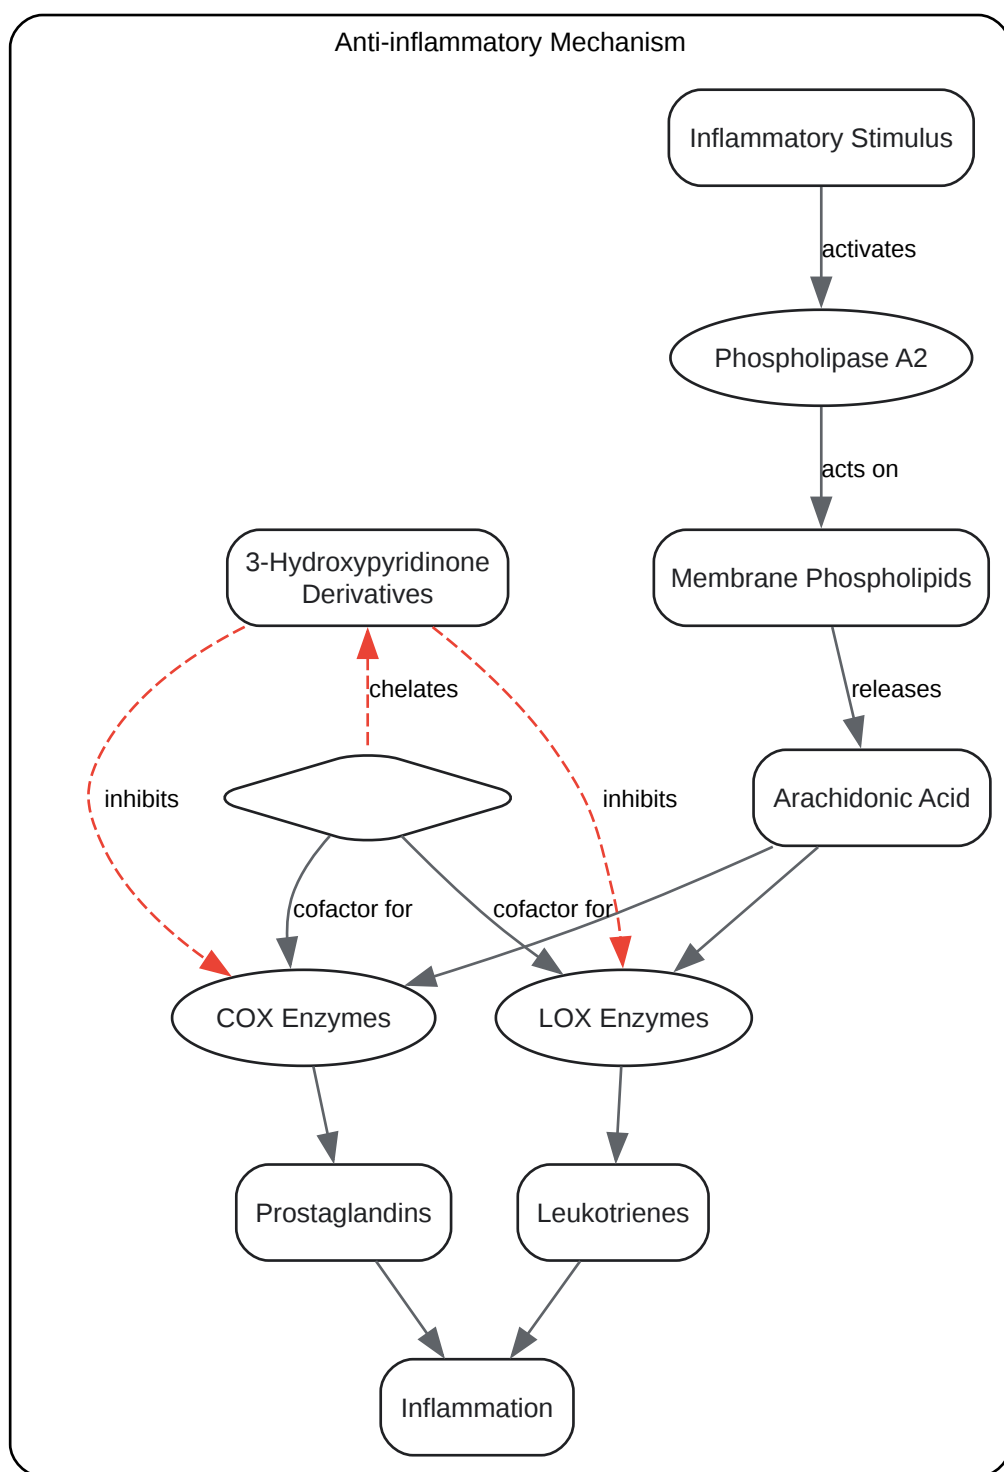 Anti-inflammatory Mechanism
Inflammatory Stimulus
activates
Phospholipase A2
acts on
3-Hydroxypyridinone
Derivatives
Membrane Phospholipids
chelates
releases
inhibits
inhibits
Arachidonic Acid
cofactor for
cofactor for
COX Enzymes
LOX Enzymes
Prostaglandins
Leukotrienes
Inflammation